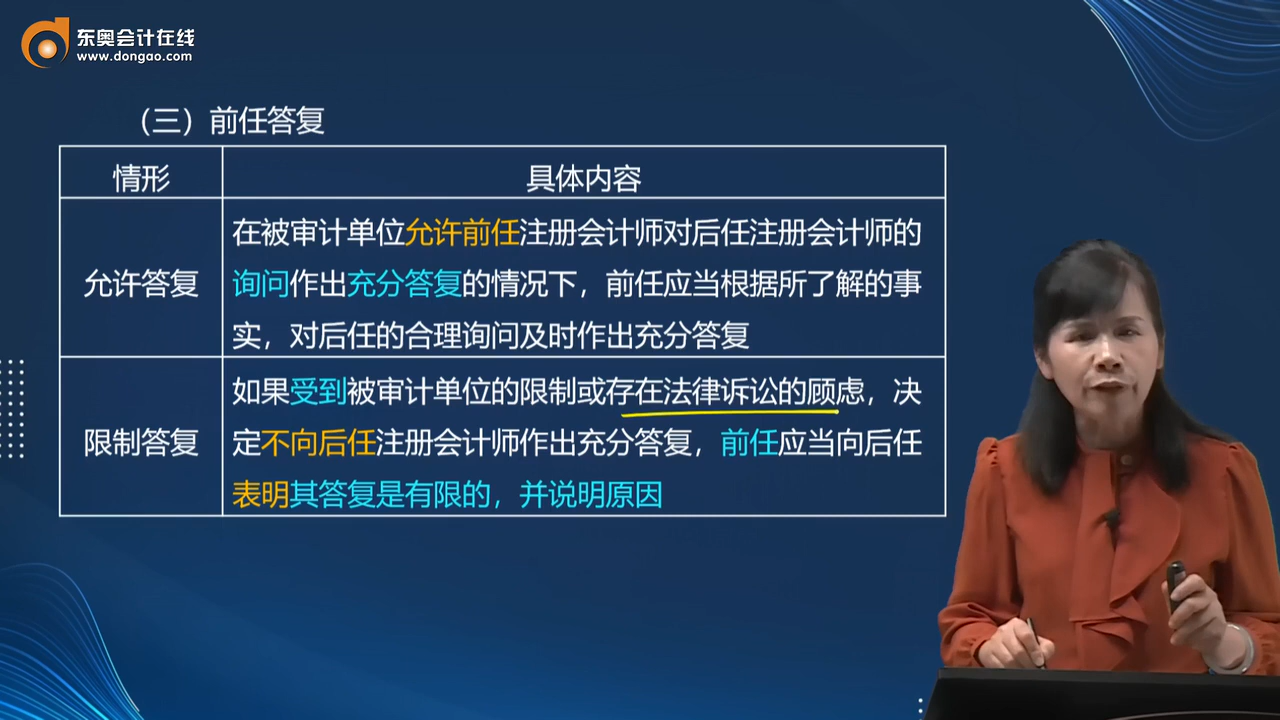 东奥会计在线
www.dongao.com
（三）前任答复
情形
具体内容
允许答复
在被审计单位允许前任注册会计师对后任注册会计师的
询问作出充分答复的情况下，前任应当根据所了解的事
实，对后任的合理询问及时作出充分答复
限制答复
如果受到被审计单位的限制或存在法律诉讼的顾虑，决
定不向后任注册会计师作出充分答复，前任应当向后任
表明其答复是有限的，并说明原因